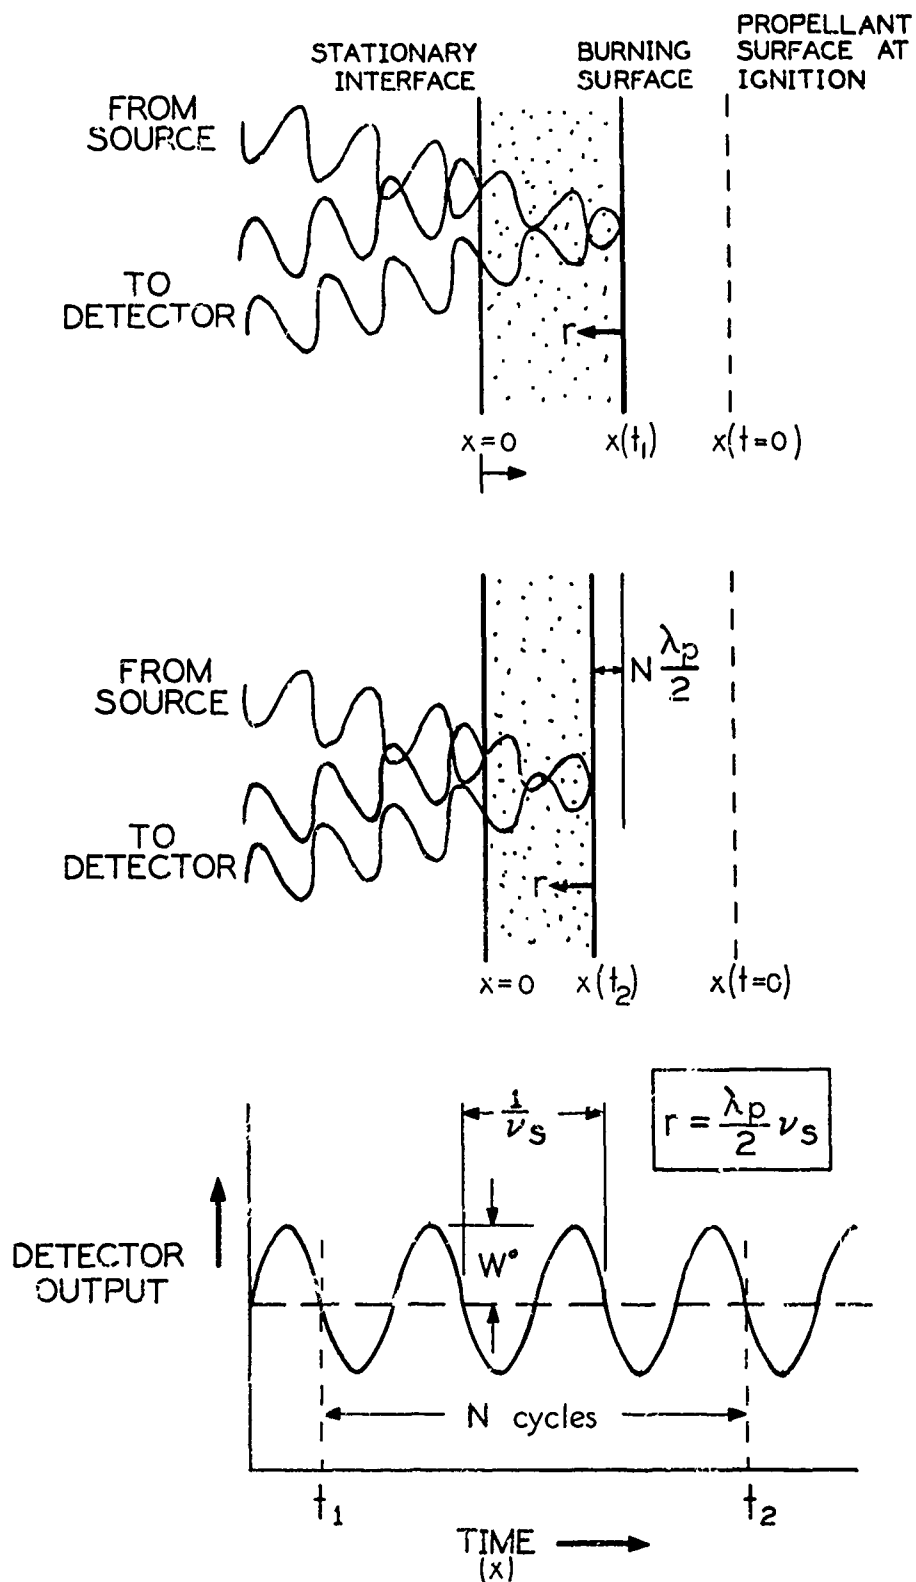 STATIONARY
INTERFACE
BURNING
SURFACE
PROPELLANT
SURFACE AT
IGNITION
FROM
SOURCE
TO
DETECTOR
r
x=0
x(t₁)
x(t=0)
N λp/2
FROM
SOURCE
TO
DETECTOR
r
x=0
x(t₂)
x(t=0)
1/νs
r = λp/2 νs
W°
DETECTOR
OUTPUT
N cycles
t₁
t₂
TIME
(x)